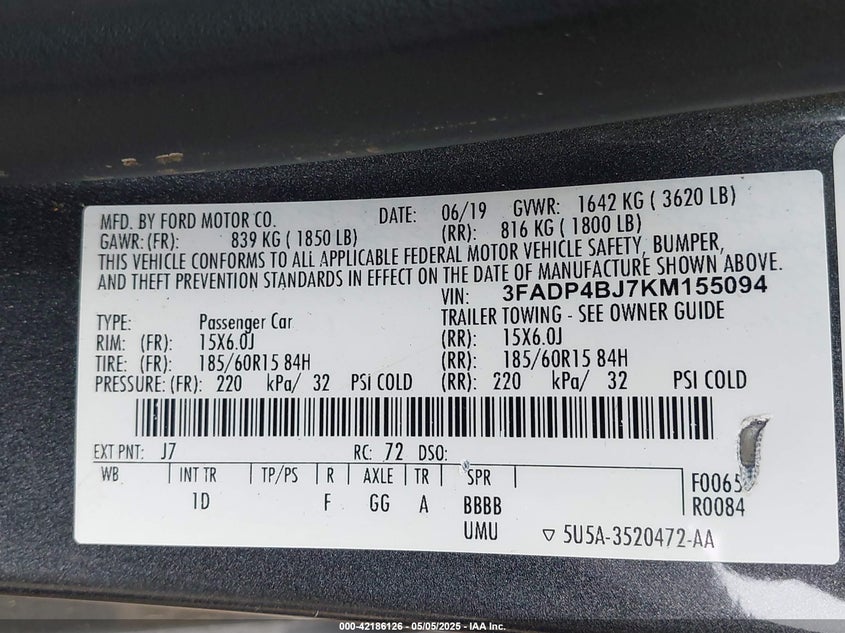 MFD. BY FORD MOTOR CO. DATE: 06/19 GVWR: 1642 KG ( 3620 LB)
GAWR: (FR): 839 KG ( 1850 LB) (RR): 816 KG ( 1800 LB)
THIS VEHICLE CONFORMS TO ALL APPLICABLE FEDERAL MOTOR VEHICLE SAFETY, BUMPER,
AND THEFT PREVENTION STANDARDS IN EFFECT ON THE DATE OF MANUFACTURE SHOWN ABOVE.
VIN: 3FADP4BJ7KM155094
TYPE: Passenger Car TRAILER TOWING - SEE OWNER GUIDE
RIM: (FR): 15X6.0J (RR): 15X6.0J
TIRE: (FR): 185/60R15 84H (RR): 185/60R15 84H
PRESSURE: (FR): 220 kPa/ 32 PSI COLD (RR): 220 kPa/ 32 PSI COLD
EXT PNT: J7 RC: 72 DSO:
WB INT TR TP/PS R AXLE TR SPR F0065
1D F GG A BBBB R0084
UMU ▽ 5U5A-3520472-AA
000-42186126 - 05/05/2025 - IAA Inc.